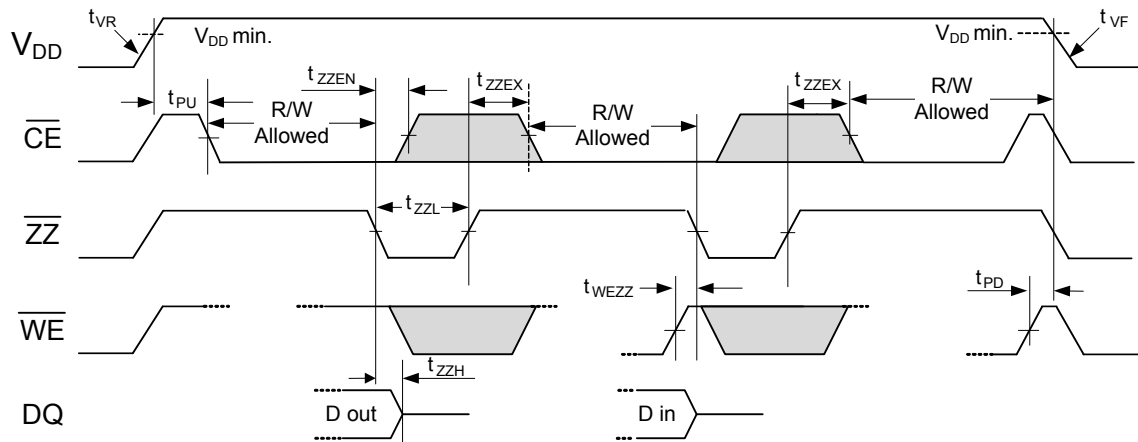 tVR
VDD min.
VDD min.
tVF
VDD
tZZEN
tZZEX
tZZEX
tPU
R/W
Allowed
R/W
Allowed
R/W
Allowed
CE
tZZL
ZZ
tWEZZ
tPD
WE
tZZH
D out
D in
DQ